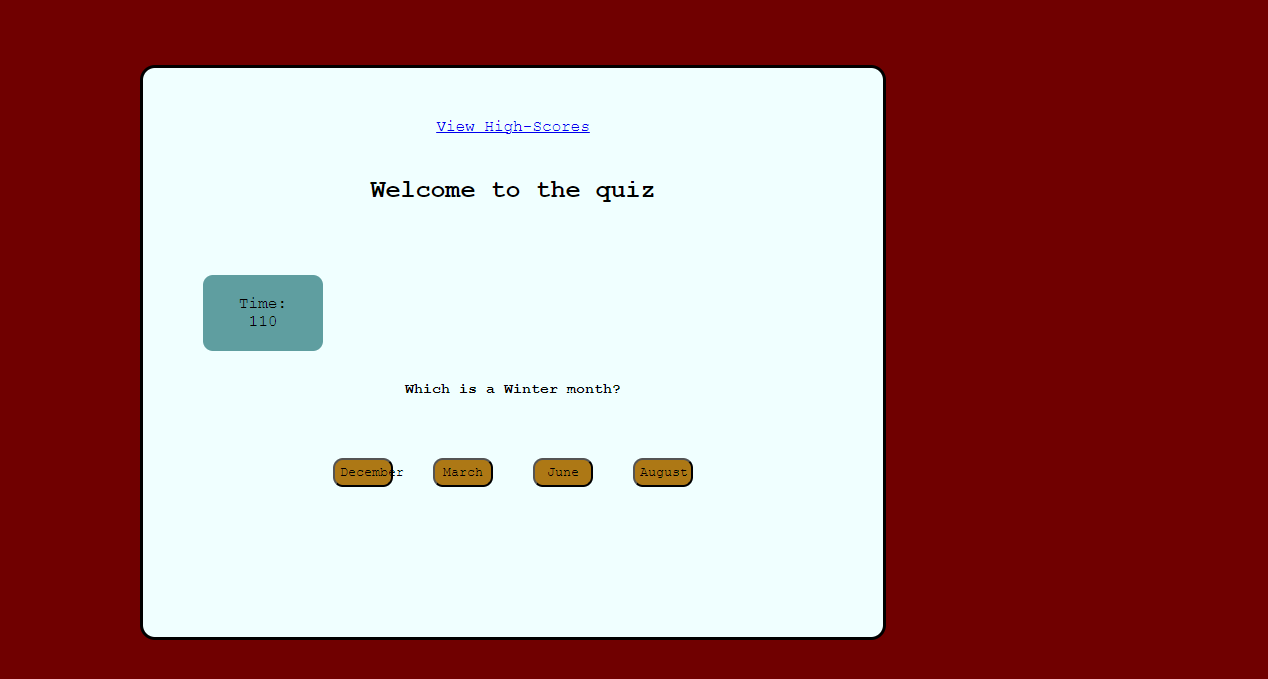 View High-Scores
Welcome to the quiz
Time:
110
Which is a Winter month?
December March June August